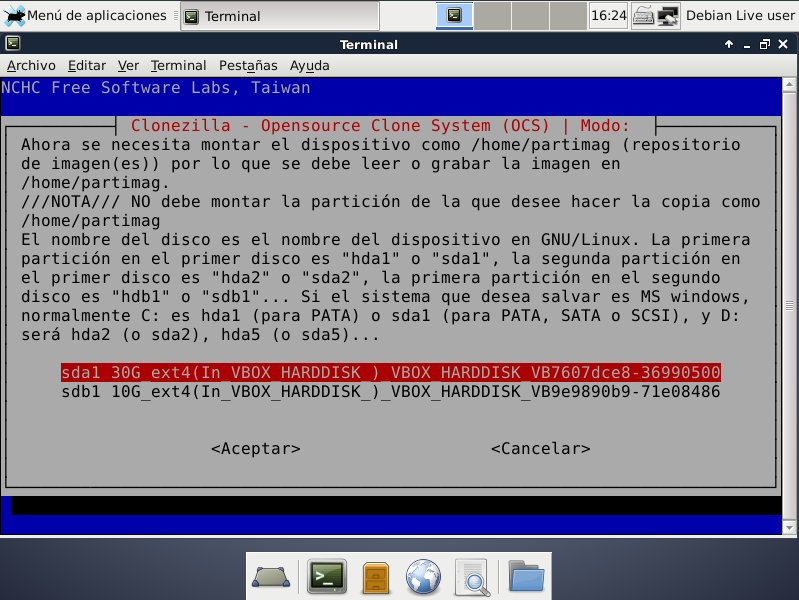 Menú de aplicaciones
Terminal
16:24
Debian Live user
Terminal
Archivo Editar Ver Terminal Pestañas Ayuda
NCHC Free Software Labs, Taiwan
Clonezilla - Opensource Clone System (OCS) | Modo:
Ahora se necesita montar el dispositivo como /home/partimag (repositorio
de imagen(es)) por lo que se debe leer o grabar la imagen en
/home/partimag.
///NOTA/// NO debe montar la partición de la que desee hacer la copia como
/home/partimag
El nombre del disco es el nombre del dispositivo en GNU/Linux. La primera
partición en el primer disco es "hda1" o "sda1", la segunda partición en
el primer disco es "hda2" o "sda2", la primera partición en el segundo
disco es "hdb1" o "sdb1"... Si el sistema que desea salvar es MS windows,
normalmente C: es hda1 (para PATA) o sda1 (para PATA, SATA o SCSI), y D:
será hda2 (o sda2), hda5 (o sda5)...
sda1 30G_ext4(In_VBOX_HARDDISK_)_VBOX_HARDDISK_VB7607dce8-36990500
sdb1 10G_ext4(In_VBOX_HARDDISK_)_VBOX_HARDDISK_VB9e9890b9-71e08486
<Aceptar> <Cancelar>